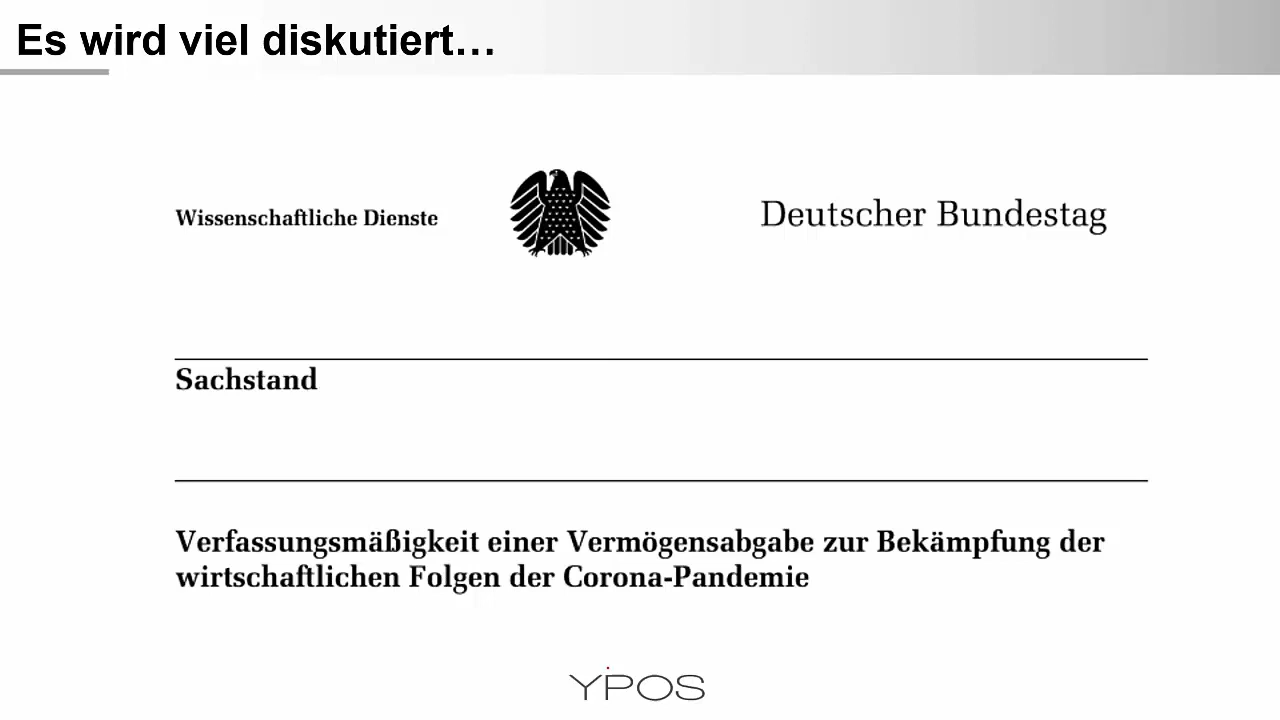 Es wird viel diskutiert...
Wissenschaftliche Dienste
Deutscher Bundestag
Sachstand
Verfassungsmäßigkeit einer Vermögensabgabe zur Bekämpfung der
wirtschaftlichen Folgen der Corona-Pandemie
YPOS